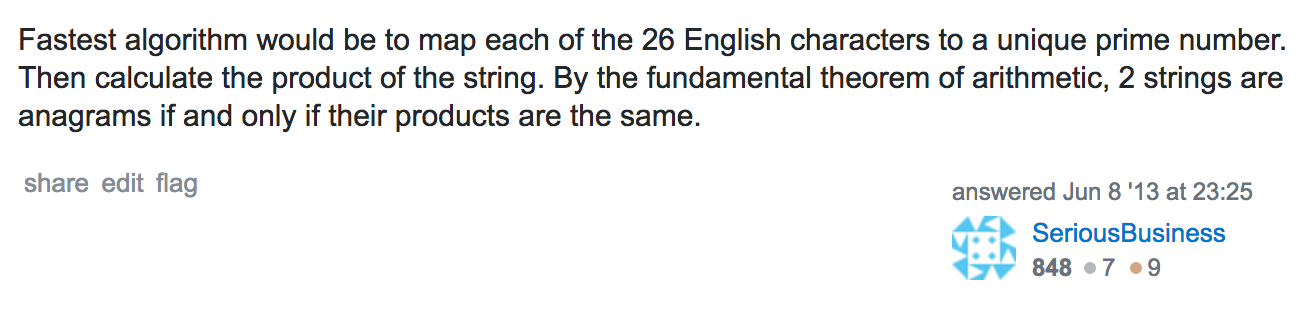 Fastest algorithm would be to map each of the 26 English characters to a unique prime number.
Then calculate the product of the string. By the fundamental theorem of arithmetic, 2 strings are
anagrams if and only if their products are the same.
share edit flag
answered Jun 8 '13 at 23:25
SeriousBusiness
848 ●7 ●9